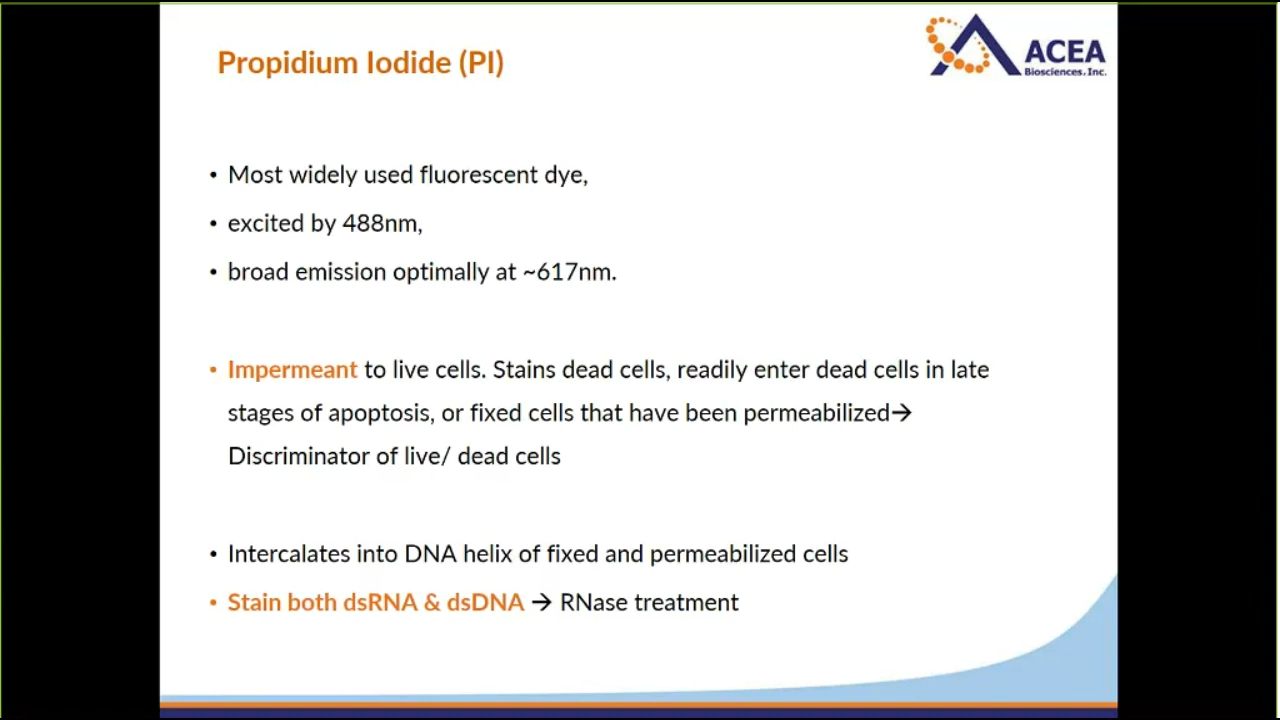 Propidium Iodide (PI)
ACEA
Biosciences, Inc.
• Most widely used fluorescent dye,
• excited by 488nm,
• broad emission optimally at ~617nm.
• Impermeant to live cells. Stains dead cells, readily enter dead cells in late
stages of apoptosis, or fixed cells that have been permeabilized→
Discriminator of live/ dead cells
• Intercalates into DNA helix of fixed and permeabilized cells
• Stain both dsRNA & dsDNA → RNase treatment